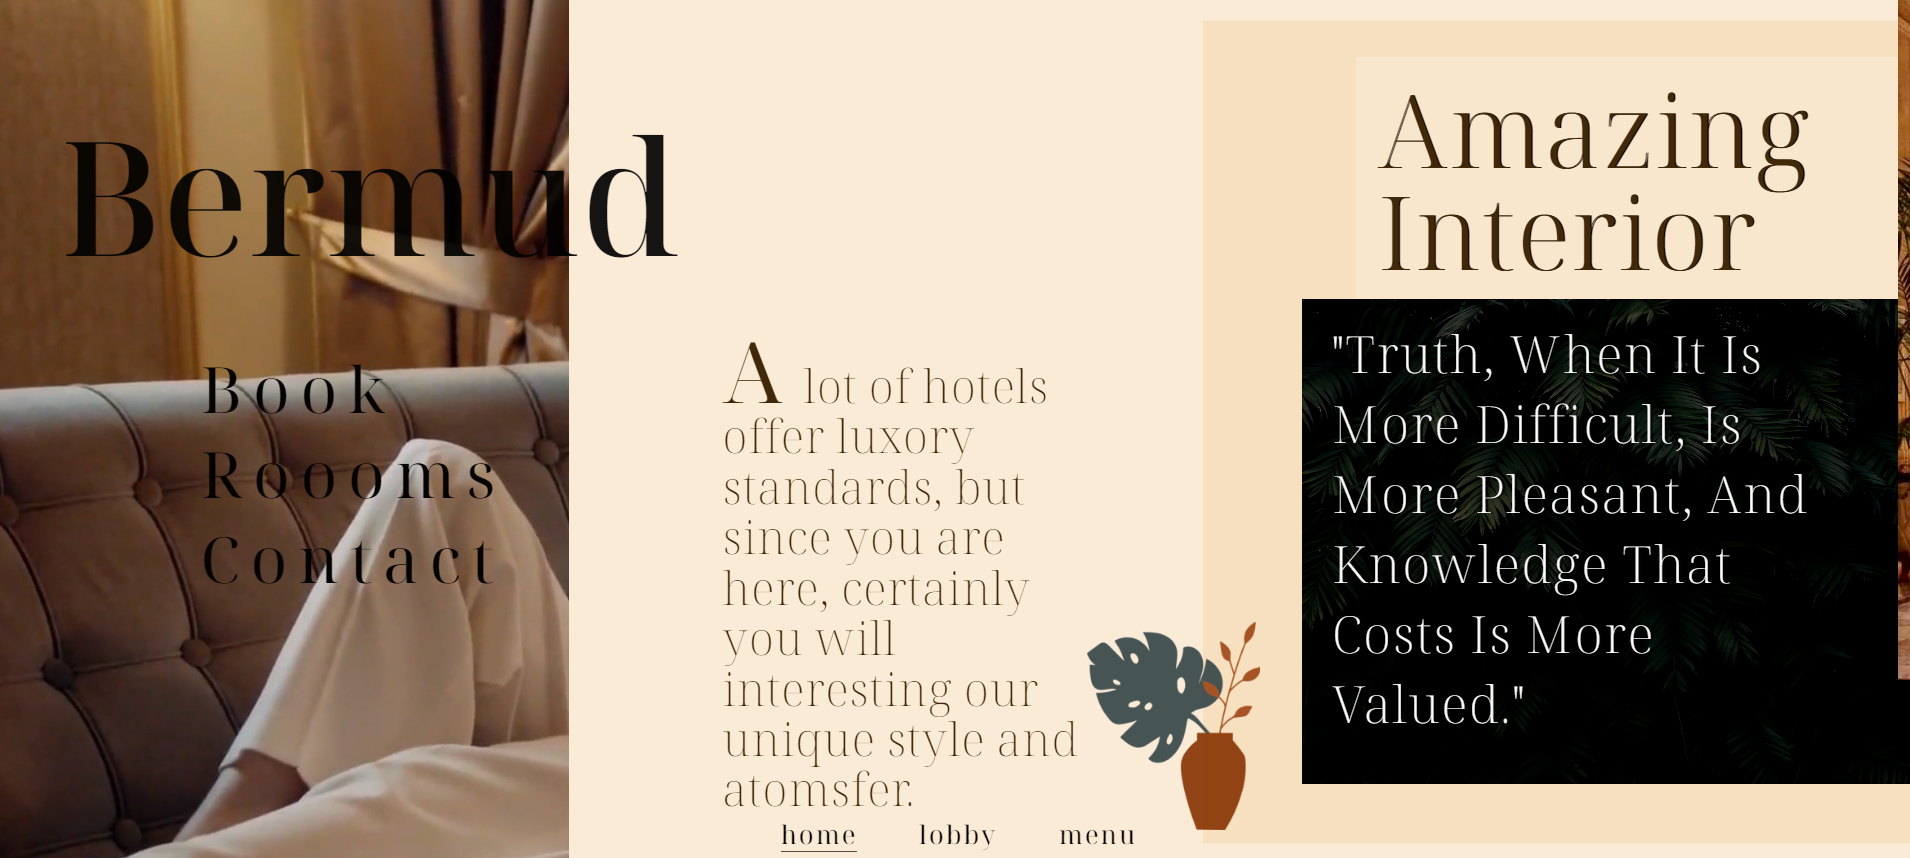 Bermud
Book
Roooms
Contact
A lot of hotels
offer luxory
standards, but
since you are
here, certainly
you will
interesting our
unique style and
atomsfer.
home lobby menu
Amazing
Interior
"Truth, When It Is
More Difficult, Is
More Pleasant, And
Knowledge That
Costs Is More
Valued."